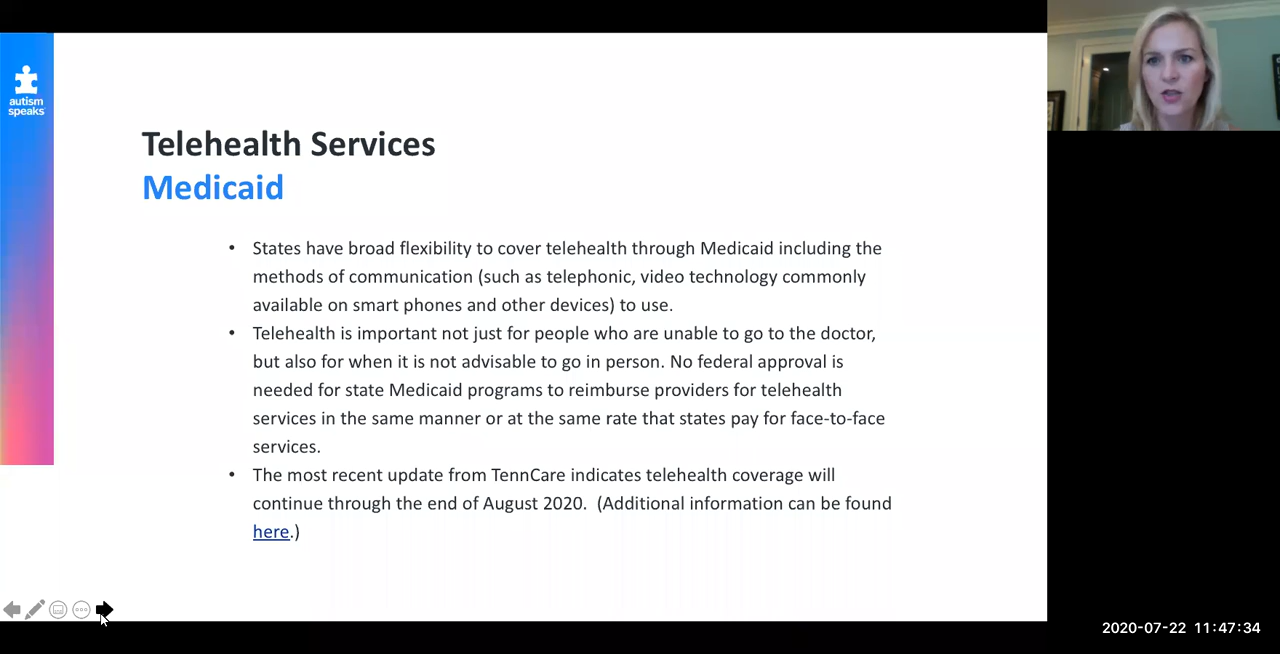 autism
speaks
Telehealth Services
Medicaid
• States have broad flexibility to cover telehealth through Medicaid including the
methods of communication (such as telephonic, video technology commonly
available on smart phones and other devices) to use.
• Telehealth is important not just for people who are unable to go to the doctor,
but also for when it is not advisable to go in person. No federal approval is
needed for state Medicaid programs to reimburse providers for telehealth
services in the same manner or at the same rate that states pay for face-to-face
services.
• The most recent update from TennCare indicates telehealth coverage will
continue through the end of August 2020.  (Additional information can be found
here.)
2020-07-22 11:47:34